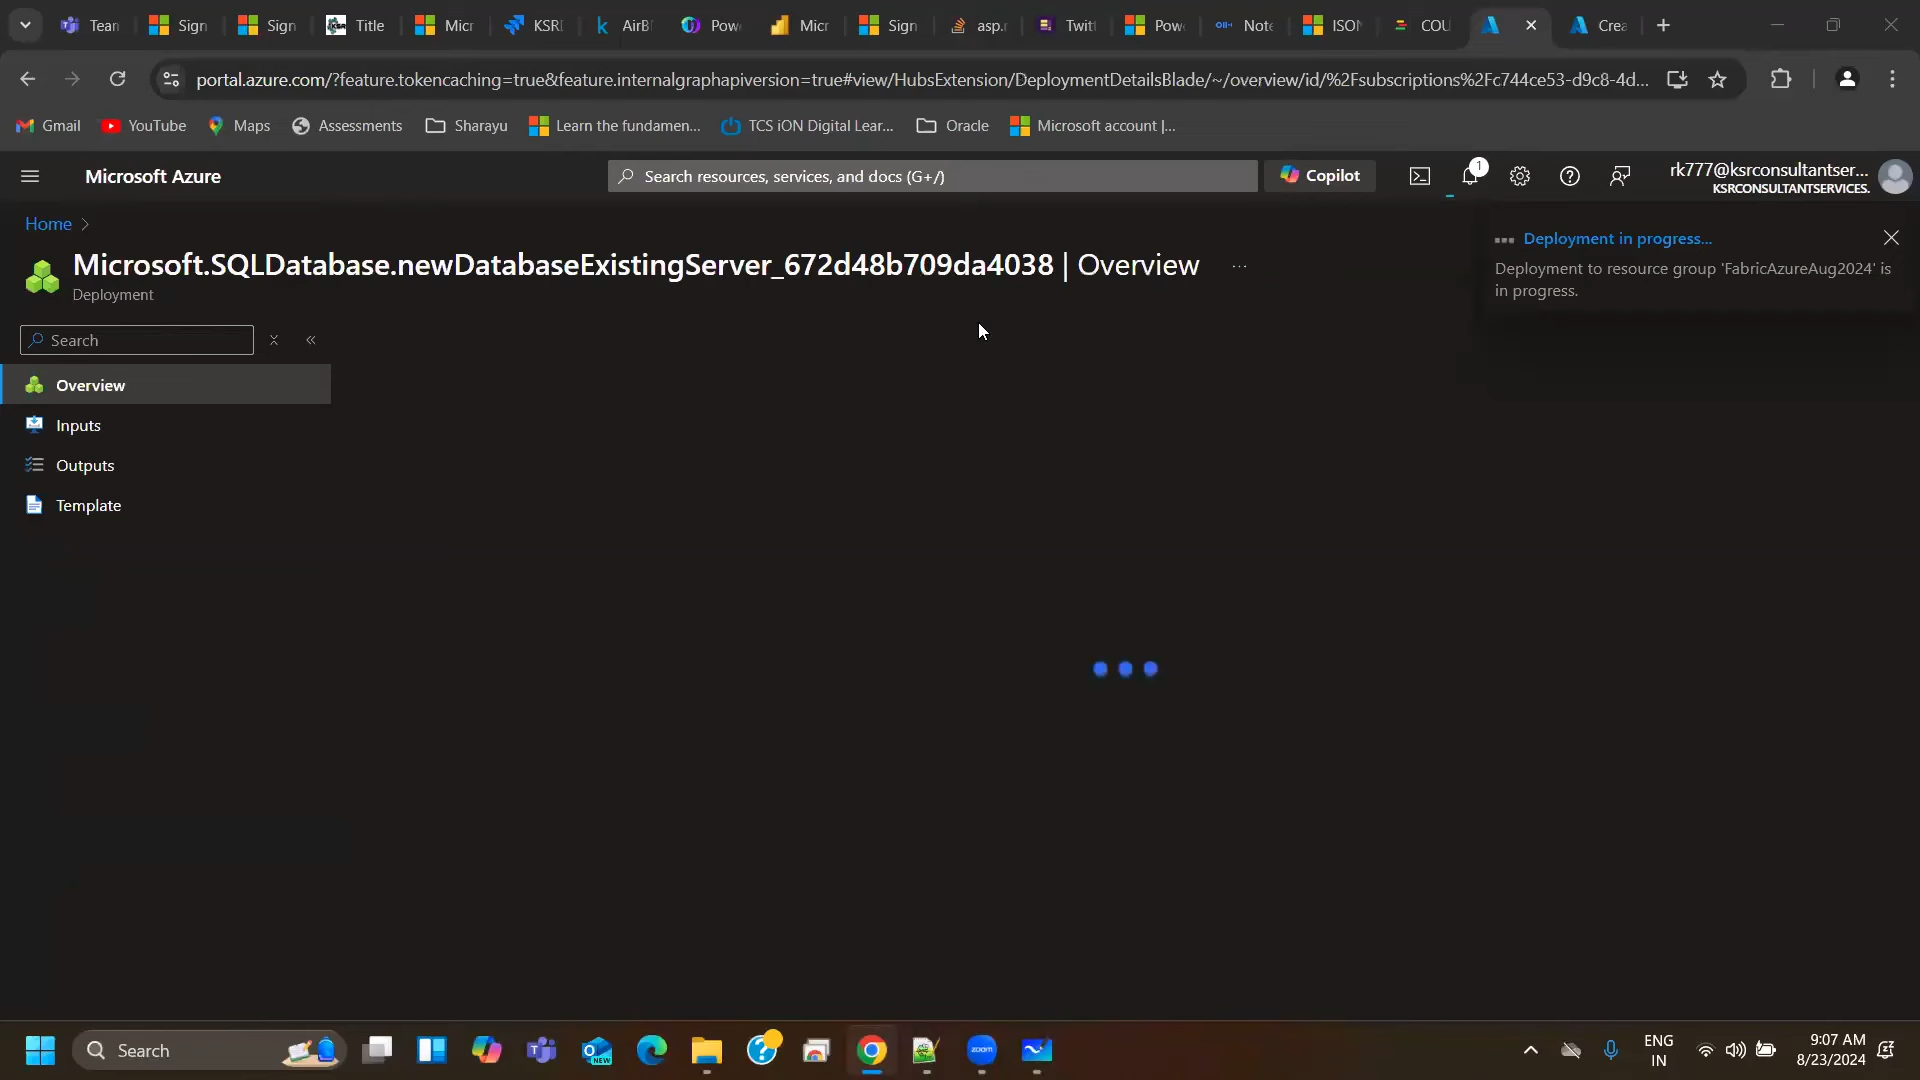 Team
Sign
Sign
Title
Micr
KSRI
AirB
Pow
Micr
Sign
asp.r
Twitt
Pow
Note
ISON
COU
Crea
portal.azure.com/?feature.tokencaching=true&feature.internalgraphapiversion=true#view/HubsExtension/DeploymentDetailsBlade/~/overview/id/%2Fsubscriptions%2Fc744ce53-d9c8-4d...
Gmail
YouTube
Maps
Assessments
Sharayu
Learn the fundamen...
TCS iON Digital Lear...
Oracle
Microsoft account |...
Microsoft Azure
Search resources, services, and docs (G+/)
Copilot
1
rk777@ksrconsultantser...
KSRCONSULTANTSERVICES.
Home
Microsoft.SQLDatabase.newDatabaseExistingServer_672d48b709da4038 | Overview
Deployment
Deployment in progress...
Deployment to resource group 'FabricAzureAug2024' is
in progress.
Search
Overview
Inputs
Outputs
Template
Search
NEW
zoom
ENG
IN
9:07 AM
8/23/2024